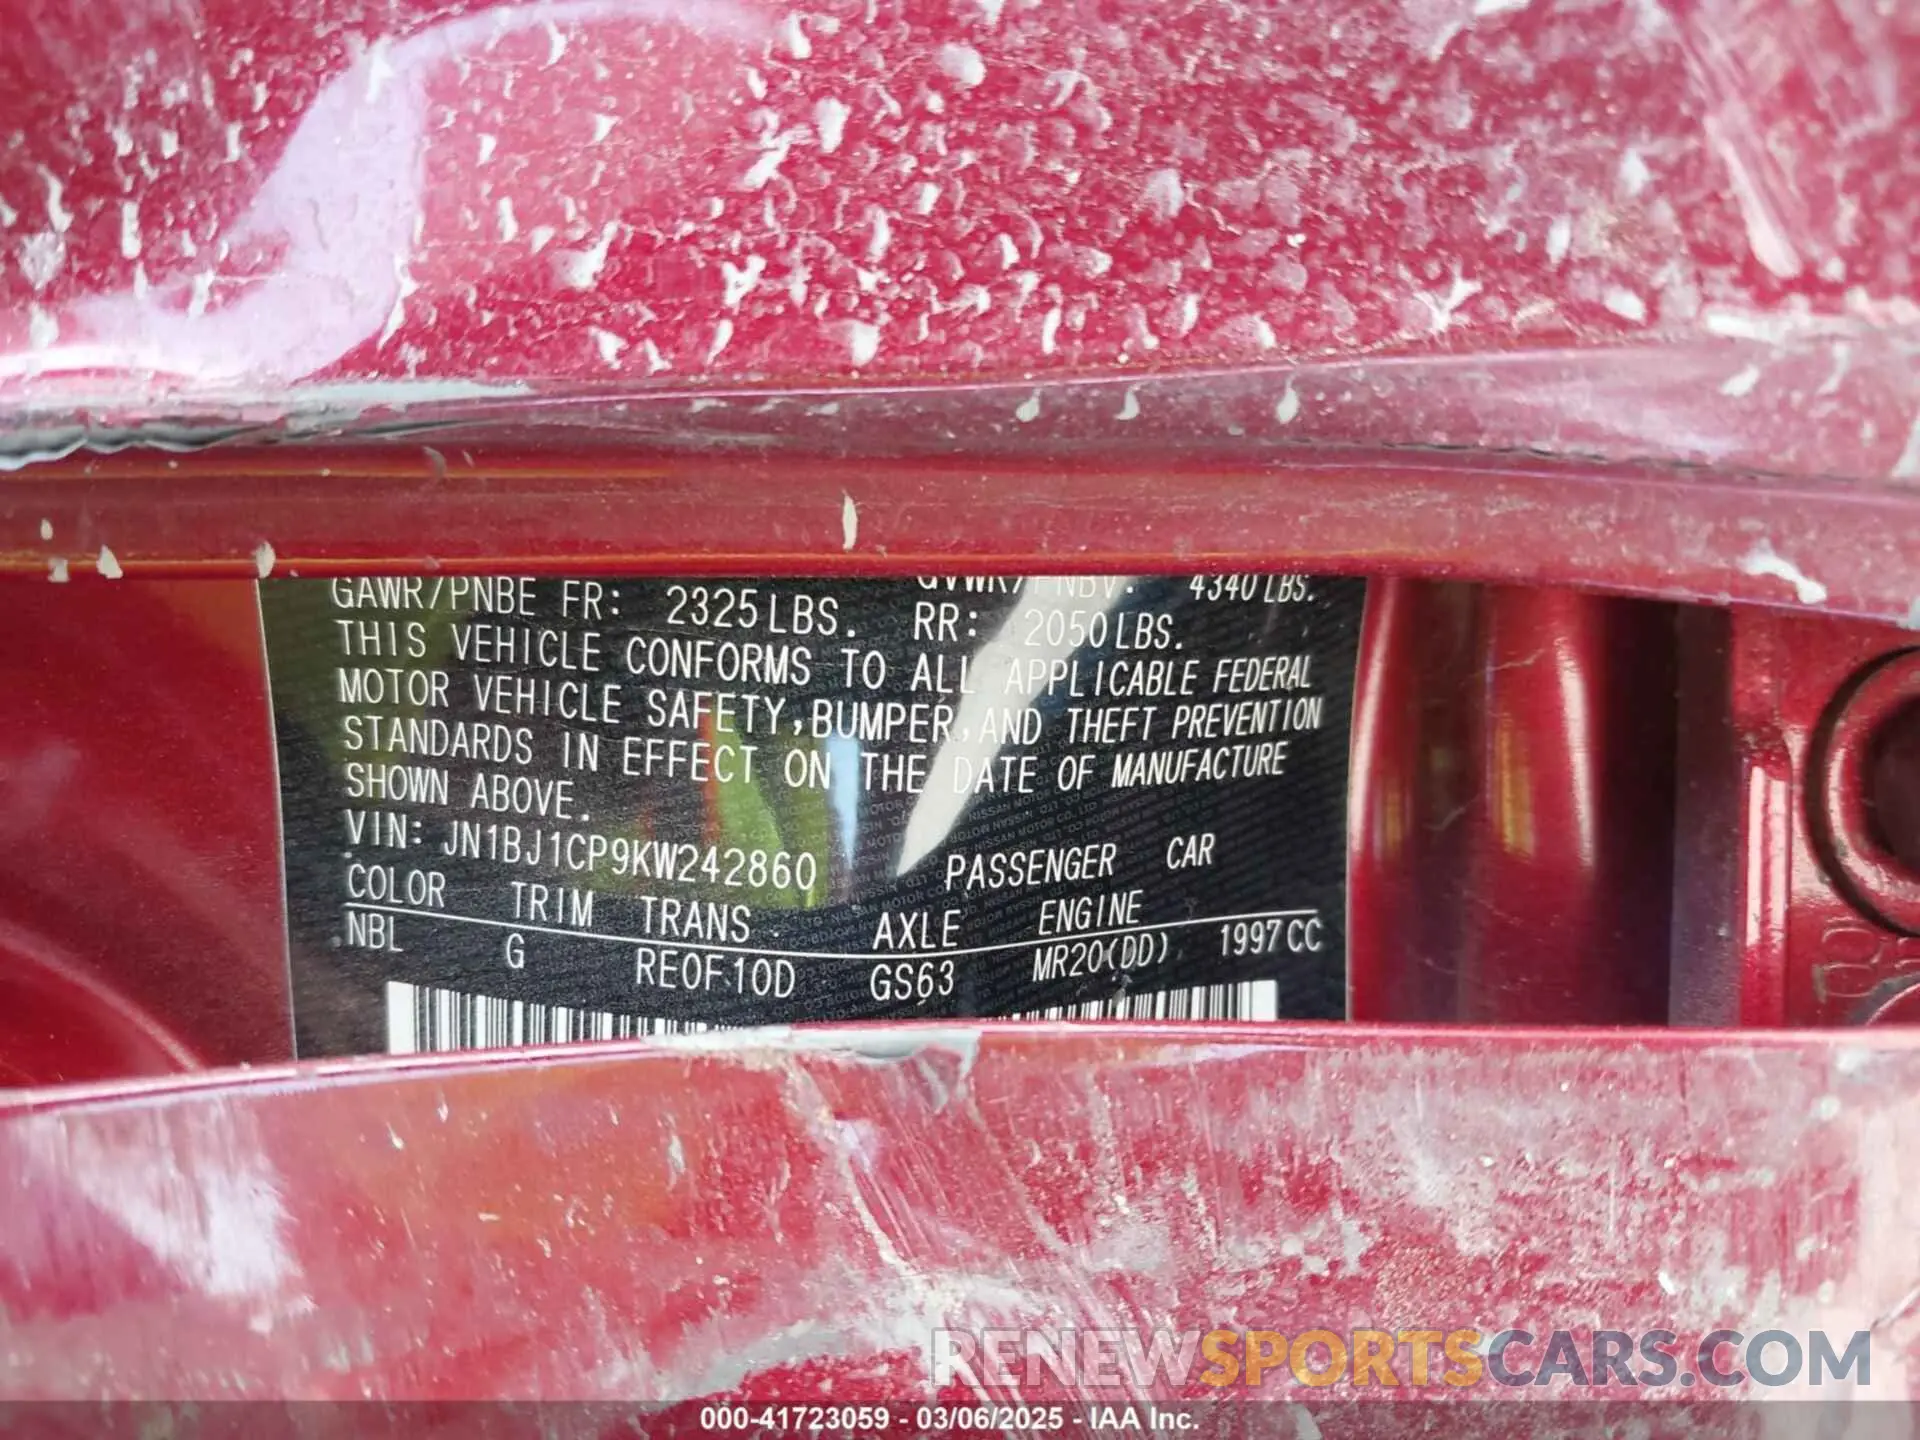 GVWR/PNBV: 4340 LBS.
GAWR/PNBE FR: 2325 LBS. RR: 2050 LBS.
THIS VEHICLE CONFORMS TO ALL APPLICABLE FEDERAL
MOTOR VEHICLE SAFETY, BUMPER, AND THEFT PREVENTION
STANDARDS IN EFFECT ON THE DATE OF MANUFACTURE
SHOWN ABOVE.
VIN: JN1BJ1CP9KW242860 PASSENGER CAR
COLOR TRIM TRANS AXLE ENGINE
NBL G RE0F10D GS63 MR20(DD) 1997CC
RENEWSPORTSCARS.COM
000-41723059 - 03/06/2025 - IAA Inc.